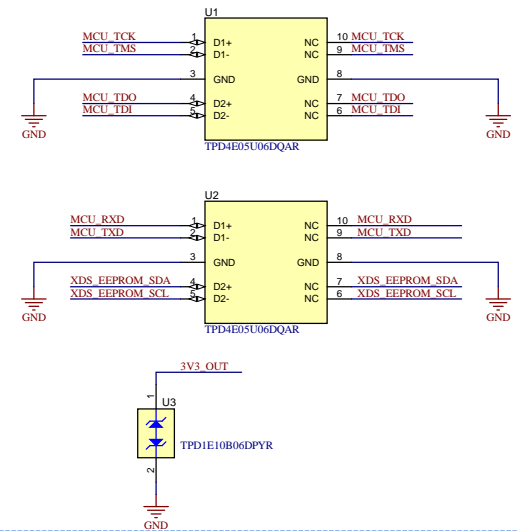 U1
MCU_TCK 1 D1+ NC 10 MCU_TCK
MCU_TMS 2 D1- NC 9 MCU_TMS
3 GND GND 8
MCU_TDO 4 D2+ NC 7 MCU_TDO
MCU_TDI 5 D2- NC 6 MCU_TDI
GND GND
TPD4E05U06DQAR
U2
MCU_RXD 1 D1+ NC 10 MCU_RXD
MCU_TXD 2 D1- NC 9 MCU_TXD
3 GND GND 8
XDS_EEPROM_SDA 4 D2+ NC 7 XDS_EEPROM_SDA
XDS_EEPROM_SCL 5 D2- NC 6 XDS_EEPROM_SCL
GND GND
TPD4E05U06DQAR
3V3_OUT
1
U3
TPD1E10B06DPYR
2
GND